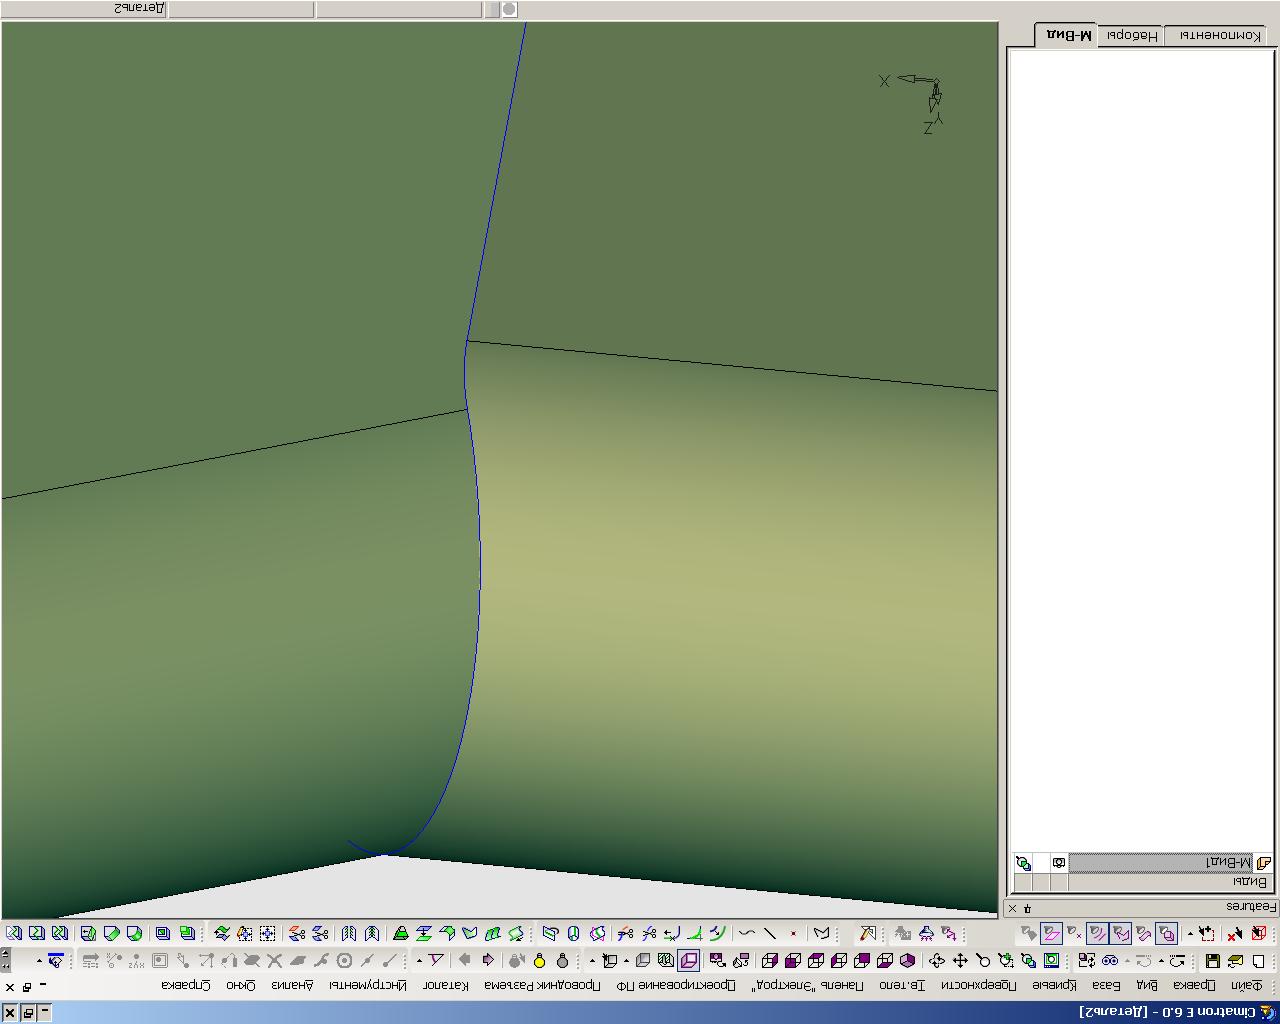 Cimatron E 6.0 - [Деталь2]
Файл Правка Вид База Кривые Поверхности Тв.тело Панель "Электрод" Проектирование ПФ Проводник Разъема Каталог Инструменты Анализ Окно Справка
Features
Виды
М-Вид1
X
Y
Z
Компоненты Наборы М-Вид
Деталь2